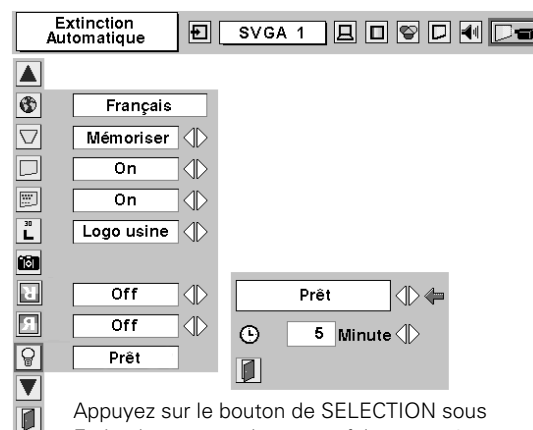 Extinction
Automatique
SVGA 1
Français
Mémoriser
On
On
30
L
Logo usine
Off
Off
Prêt
Prêt
5 Minute
Appuyez sur le bouton de SELECTION sous